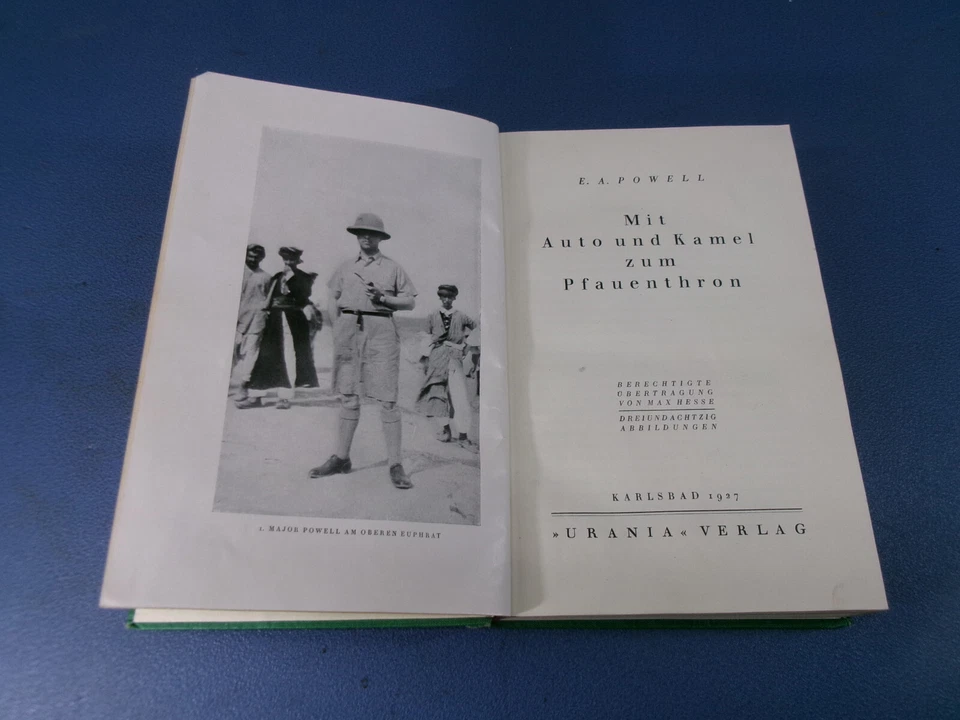 1. MAJOR POWELL AM OBEREN EUPHRAT
E. A. POWELL
Mit
Auto und Kamel
zum
Pfauenthron
BERECHTIGTE
ÜBERTRAGUNG
VON MAX HESSE
DREIUNDACHTZIG
ABBILDUNGEN
KARLSBAD 1927
»URANIA« VERLAG